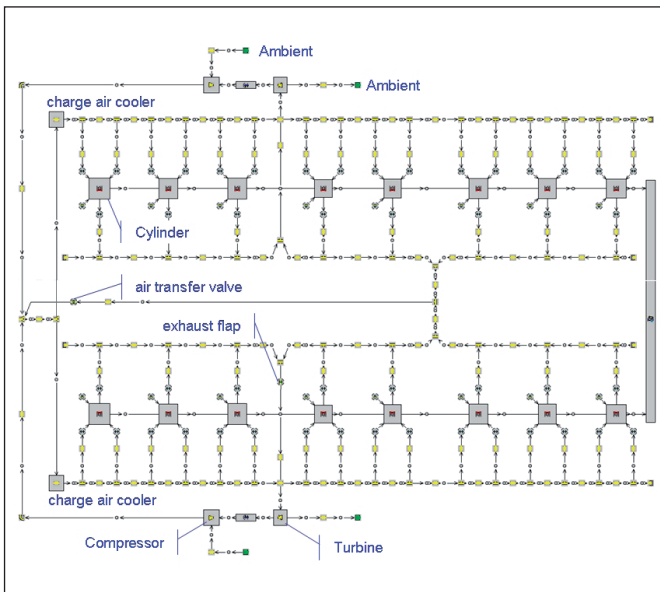 Ambient
Ambient
charge air cooler
Cylinder
air transfer valve
exhaust flap
charge air cooler
Compressor
Turbine